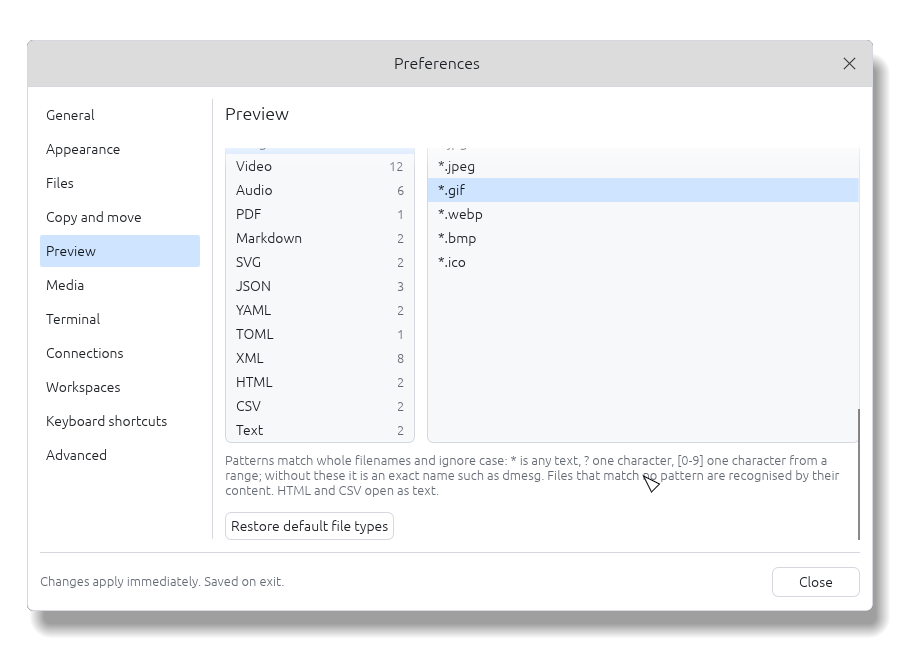 Preferences
General
Appearance
Files
Copy and move
Preview
Media
Terminal
Connections
Workspaces
Keyboard shortcuts
Advanced
Preview
Video 12
Audio 6
PDF 1
Markdown 2
SVG 2
JSON 3
YAML 2
TOML 1
XML 8
HTML 2
CSV 2
Text 2
*.jpeg
*.gif
*.webp
*.bmp
*.ico
Patterns match whole filenames and ignore case: * is any text, ? one character, [0-9] one character from a
range; without these it is an exact name such as dmesg. Files that match no pattern are recognised by their
content. HTML and CSV open as text.
Restore default file types
Changes apply immediately. Saved on exit.
Close